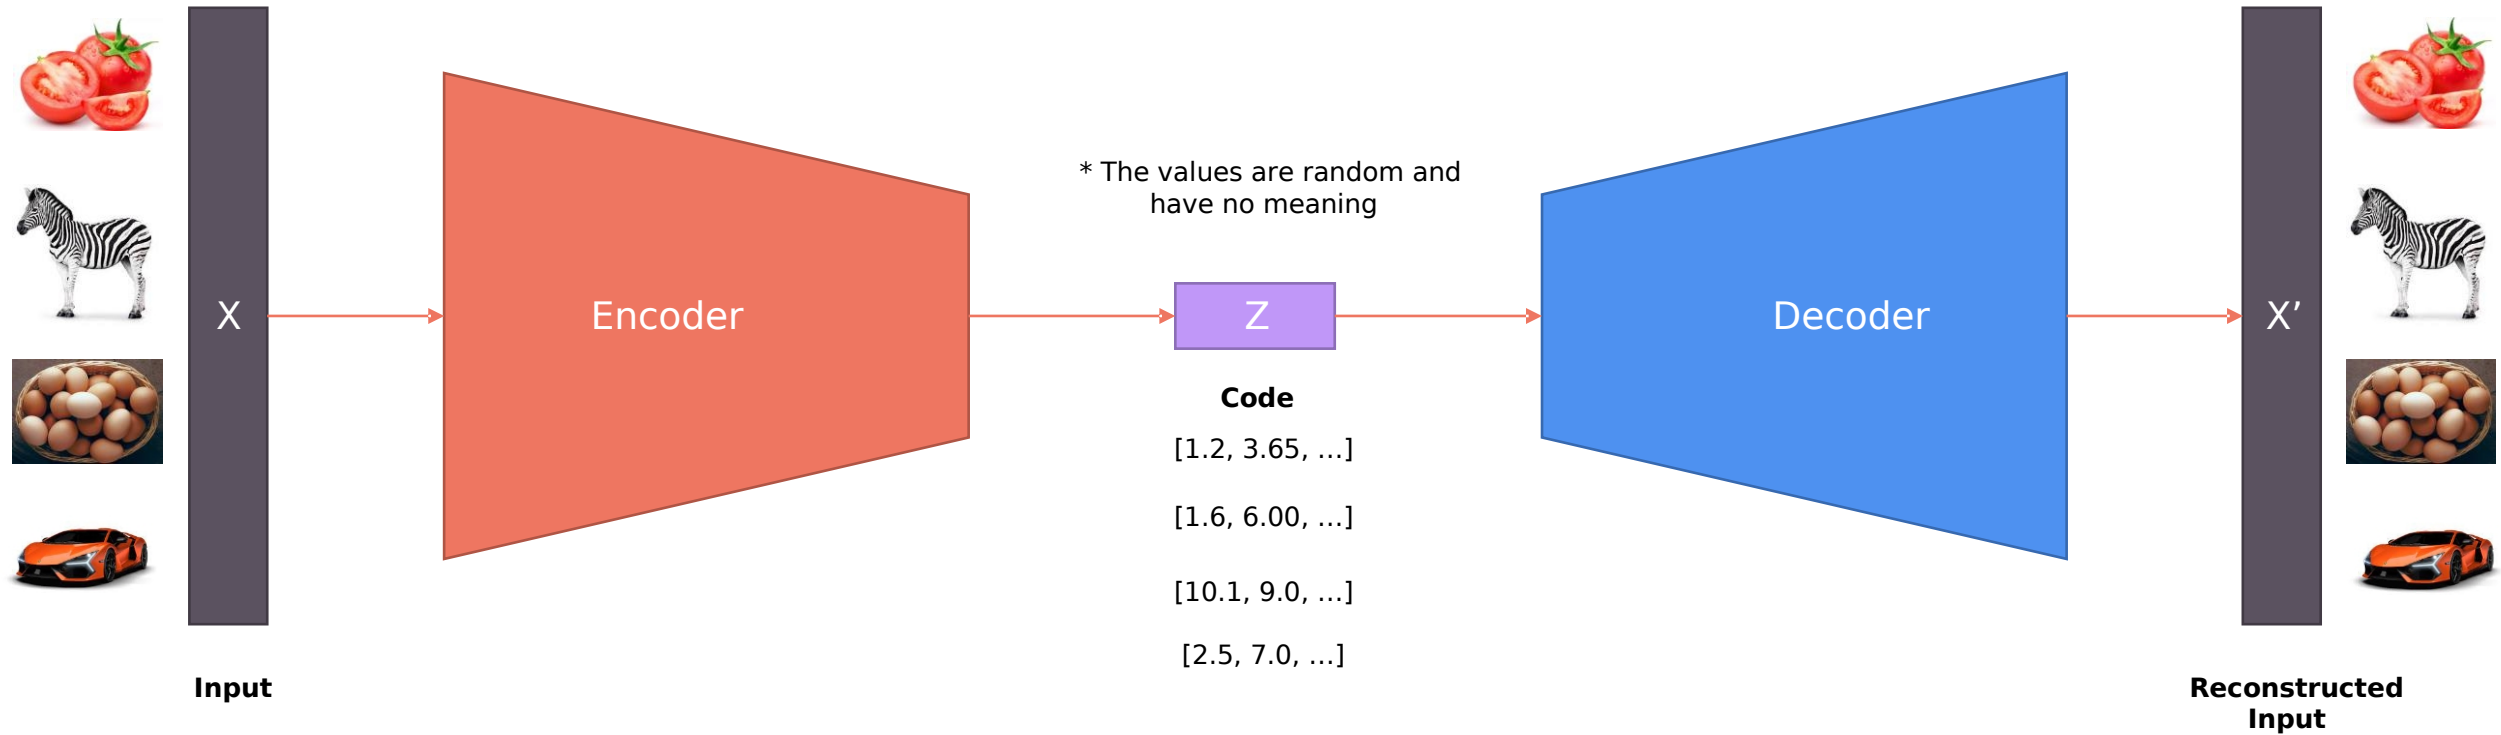 * The values are random and
have no meaning
X
Encoder
Z
Decoder
X’
Code
[1.2, 3.65, …]
[1.6, 6.00, …]
[10.1, 9.0, …]
[2.5, 7.0, …]
Input
Reconstructed
Input